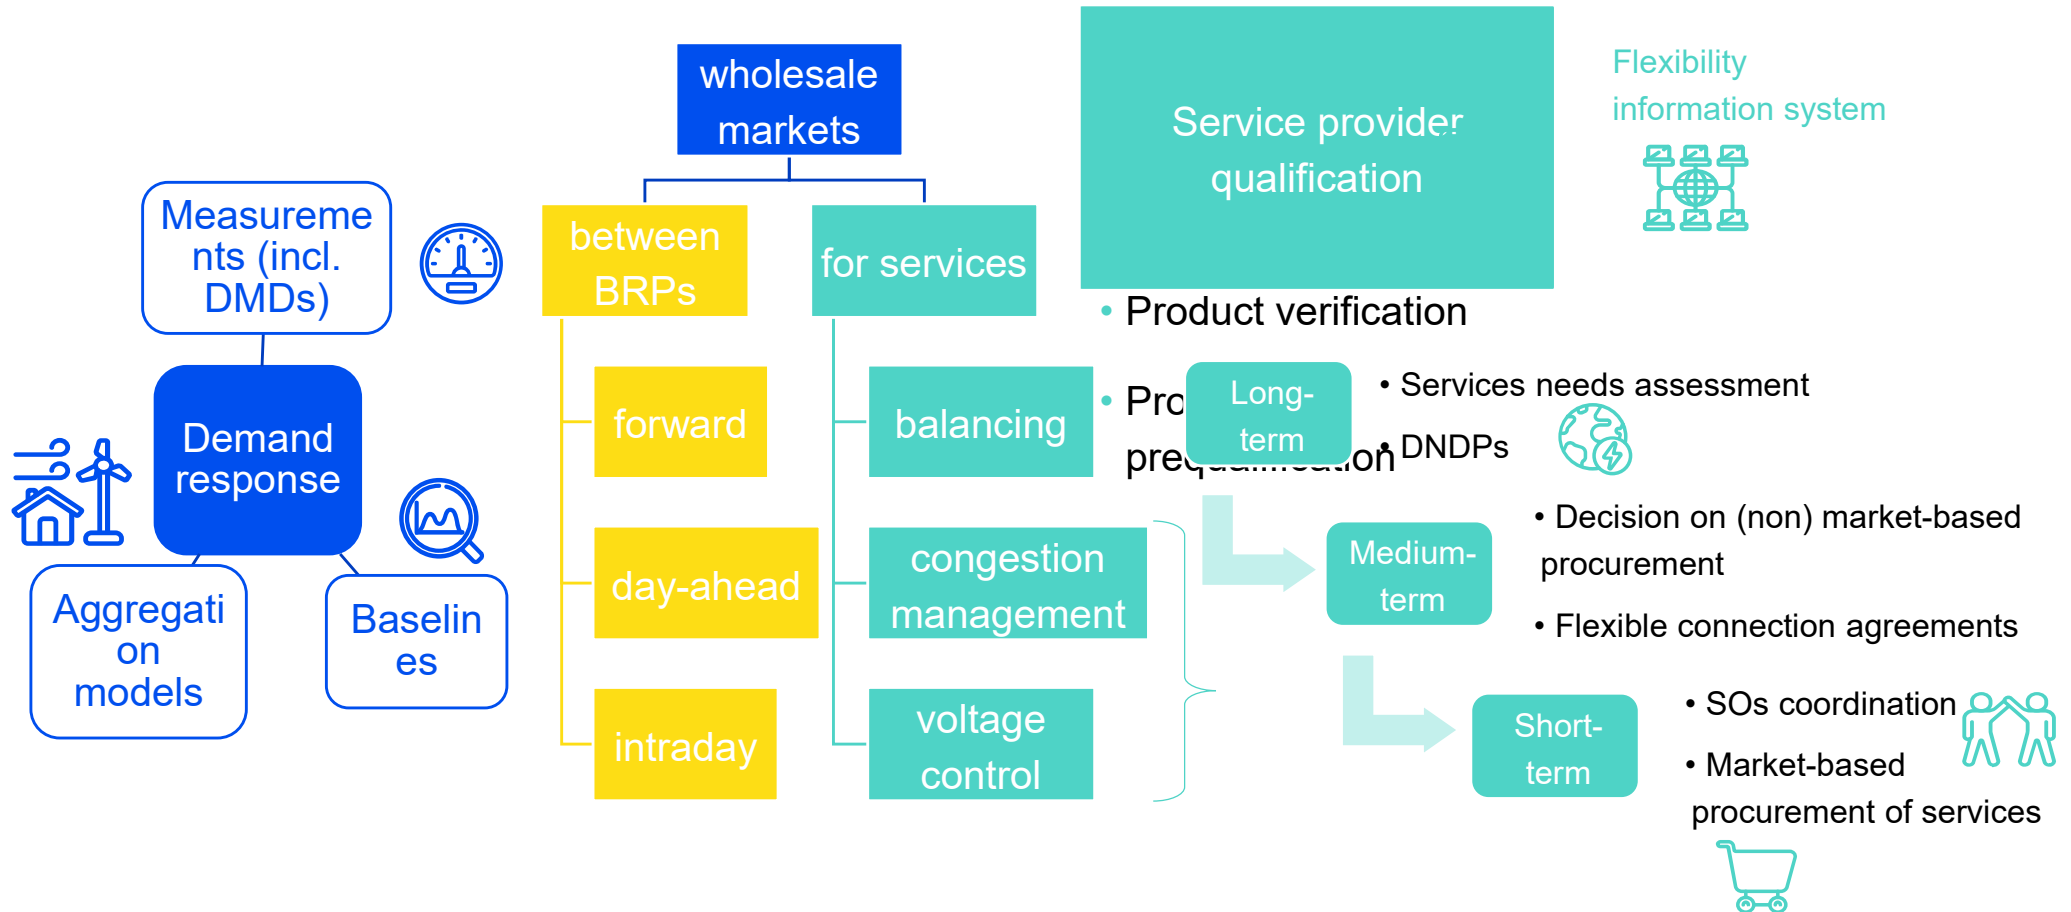 wholesale
markets
Service provider
qualification
Flexibility
information system
Measureme
nts (incl.
DMDs)
between
BRPs
for services
• Product verification
Demand
response
forward
balancing
• Pro
prequalification
Long-
term
• Services needs assessment
• DNDPs
day-ahead
congestion
management
Medium-
term
• Decision on (non) market-based
procurement
• Flexible connection agreements
Aggregati
on
models
Baselin
es
intraday
voltage
control
Short-
term
• SOs coordination
• Market-based
procurement of services